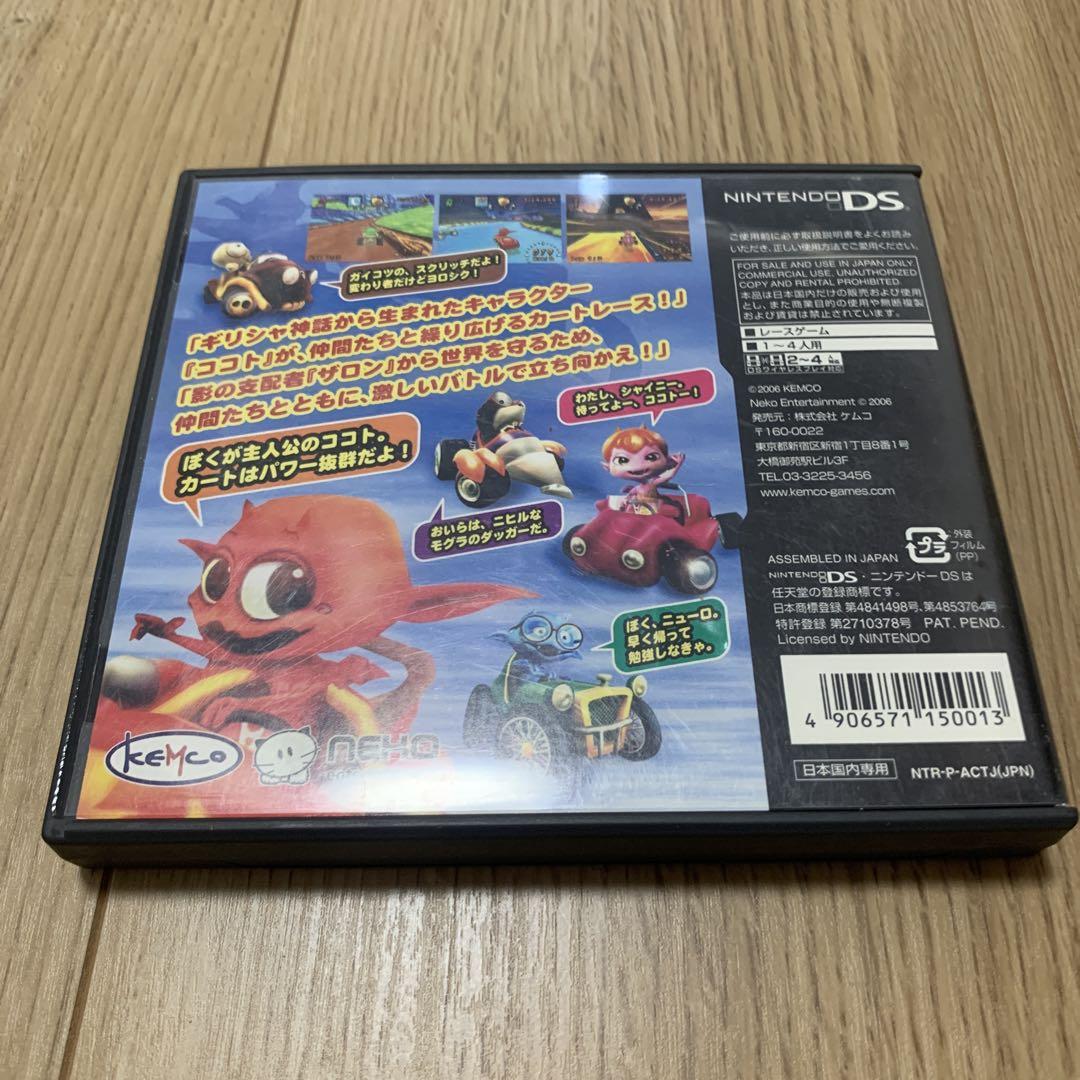 ガイコツの、スクリッチだよ!
変わり者だけどヨロシク!
「ギリシャ神話から生まれたキャラクター
『ココト』が、仲間たちと繰り広げるカートレース!」
「影の支配者『ザロン』から世界を守るため、
仲間たちとともに、激しいバトルで立ち向かえ!」
ぼくが主人公のココト。
カートはパワー抜群だよ!
わたし、シャイニー。
待ってよー、ココトー!
おいらは、ニヒルな
モグラのダッガーだ。
ぼく、ニューロ。
早く帰って
勉強しなきゃ。
KEMCO
NEKO
NINTENDO DS
ご使用前に必ず取扱説明書をよくお読み
いただき、正しい使用方法でご愛用ください。
FOR SALE AND USE IN JAPAN ONLY
COMMERCIAL USE, UNAUTHORIZED
COPY AND RENTAL PROHIBITED.
本品は日本国内だけの販売および使用
とし、また商業目的の使用や無断複製
および賃貸は禁止されています。
レースゲーム
1~4人用
2~4人
DSワイヤレスプレイ対応
©2006 KEMCO
Neko Entertainment © 2006
発売元:株式会社 ケムコ
〒160-0022
東京都新宿区新宿1丁目8番1号
大橋御苑駅ビル3F
TEL.03-3225-3456
www.kemco-games.com
ASSEMBLED IN JAPAN
プラ
外装
フィルム
(PP)
NINTENDO DS・ニンテンドーDSは
任天堂の登録商標です。
日本商標登録 第4841498号、第4853764号
特許登録 第2710378号 PAT. PEND.
Licensed by NINTENDO
4 906571 150013
日本国内専用
NTR-P-ACTJ(JPN)